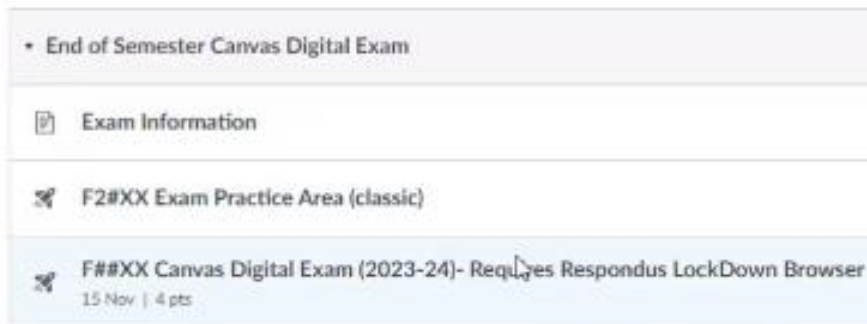 End of Semester Canvas Digital Exam
Exam Information
F2#XX Exam Practice Area (classic)
F##XX Canvas Digital Exam (2023-24)- Requires Respondus LockDown Browser
15 Nov | 4 pts